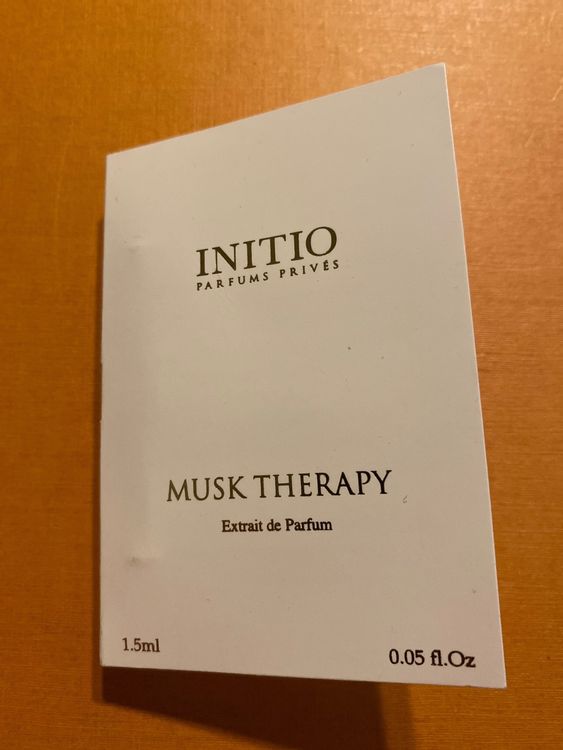 INITIO
PARFUMS PRIVÉS
MUSK THERAPY
Extrait de Parfum
1.5ml
0.05 fl.Oz